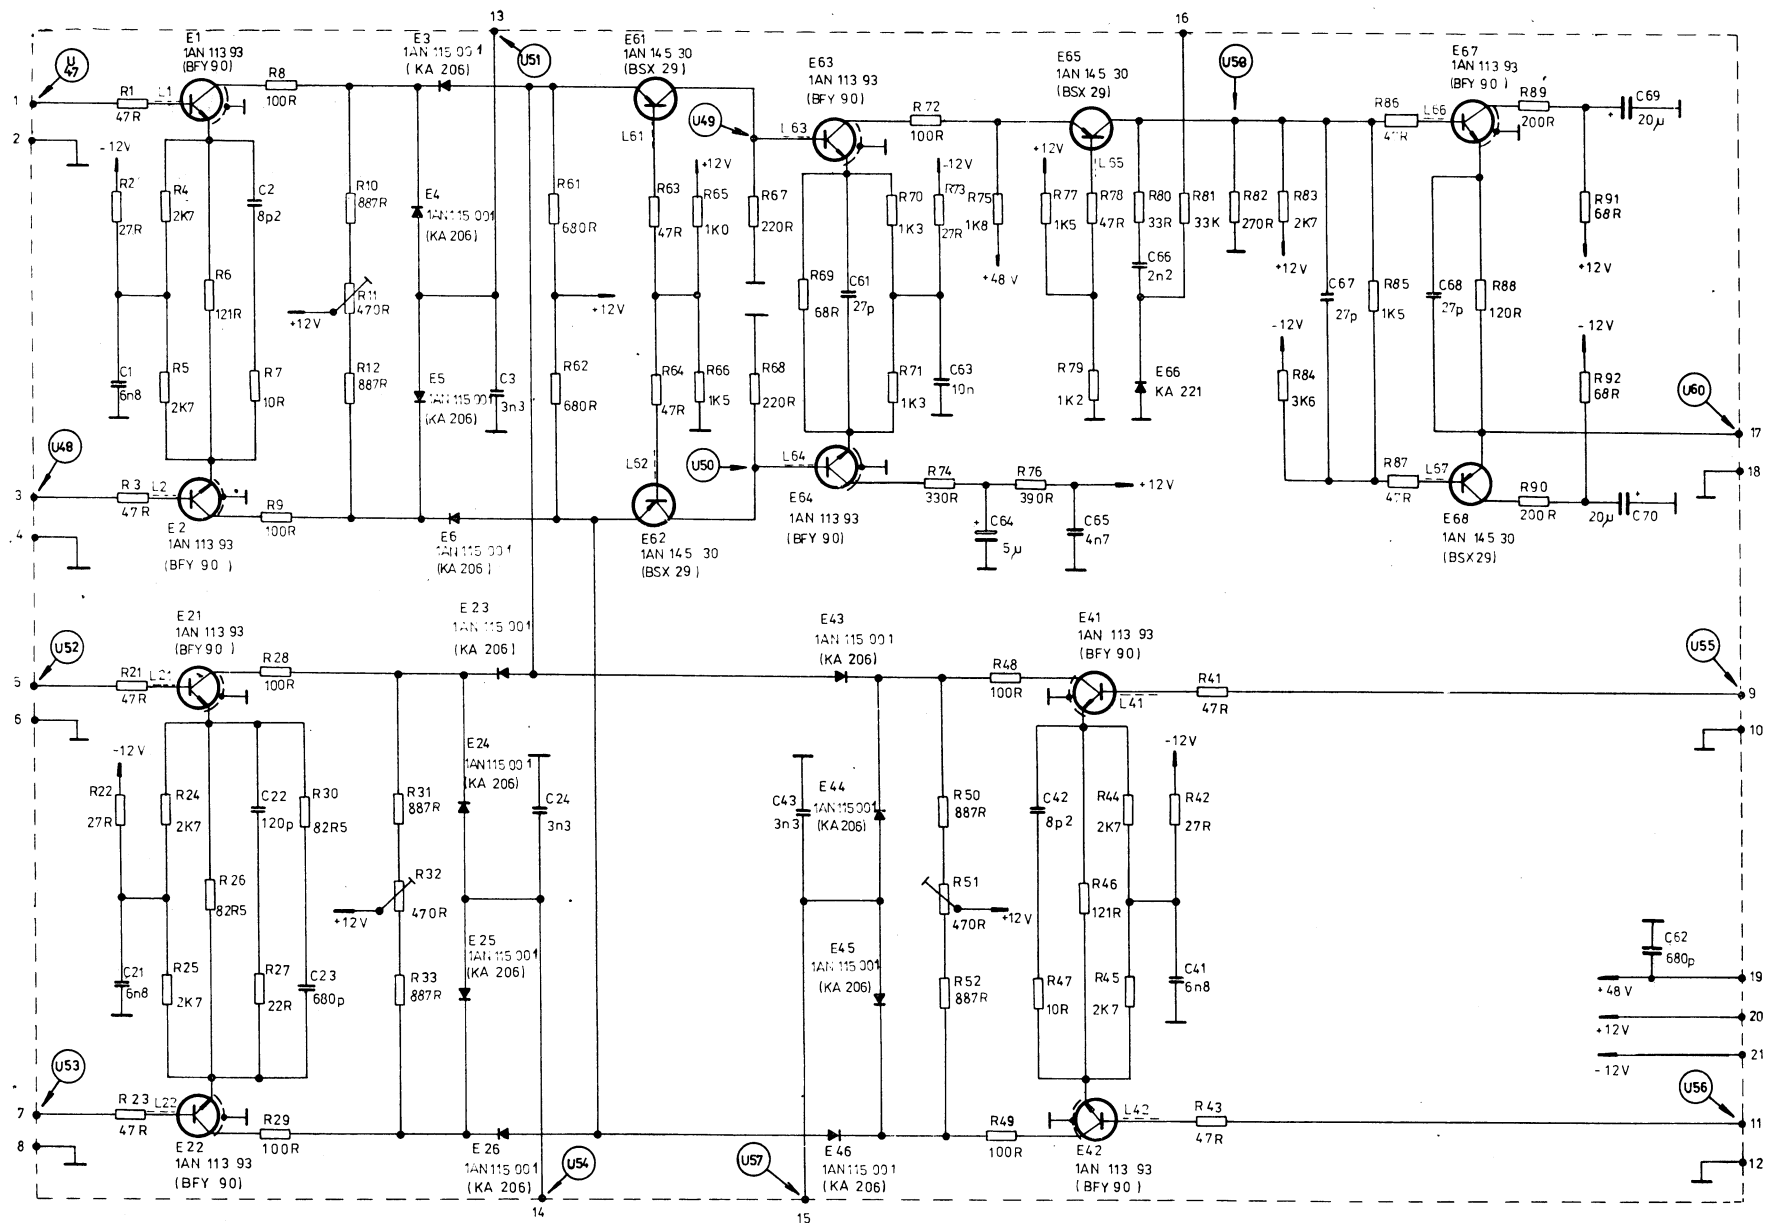 13
16
E1
1AN 113 93
(BFY 90)
E3
1AN 115 001
(KA 206)
U51
E61
1AN 145 30
(BSX 29)
E63
1AN 113 93
(BFY 90)
E65
1AN 145 30
(BSX 29)
E67
1AN 113 93
(BFY 90)
U47
1
R1
47R
L1
R8
100R
L61
U49
L63
R72
100R
L65
R86
47R
L66
R89
200R
C69
20µ
+
2
-12V
R2
27R
R4
2K7
C2
8p2
R10
887R
E4
1AN 115 001
(KA 206)
R61
680R
R63
47R
+12V
R65
1K0
R67
220R
R70
1K3
-12V
R73
27R
R75
1K8
+48 V
+12V
R77
1K5
R78
47R
R80
33R
R81
33K
R82
270R
R83
2K7
+12V
R91
68R
+12V
R6
121R
R11
470R
+12V
+12V
R69
68R
C61
27p
C66
2n2
C67
27p
R85
1K5
C68
27p
R88
120R
C1
6n8
R5
2K7
R7
10R
R12
887R
E5
1AN 115 001
(KA 206)
C3
3n3
R62
680R
R64
47R
R66
1K5
R68
220R
R71
1K3
C63
10n
R79
1K2
E66
KA 221
-12V
R84
3K6
-12V
R92
68R
U60
17
18
U48
3
R3
47R
L2
R9
100R
E2
1AN 113 93
(BFY 90)
4
E6
1AN 115 001
(KA 206)
L62
E62
1AN 145 30
(BSX 29)
U50
L64
E64
1AN 113 93
(BFY 90)
R74
330R
R76
390R
+12V
+
C64
5µ
C65
4n7
R87
47R
L67
E68
1AN 145 30
(BSX29)
R90
200R
20µ
+
C70
E21
1AN 113 93
(BFY 90)
E23
1AN 115 001
(KA 206)
E43
1AN 115 001
(KA 206)
E41
1AN 113 93
(BFY 90)
U52
5
R21
47R
L21
R28
100R
R48
100R
L41
R41
47R
U55
9
6
10
-12V
R22
27R
R24
2K7
C22
120p
R30
82R5
R31
887R
E24
1AN 115 001
(KA 206)
C24
3n3
C43
3n3
E44
1AN 115 001
(KA 206)
R50
887R
C42
8p2
R44
2K7
-12V
R42
27R
R26
82R5
R32
470R
+12V
R51
470R
+12V
R46
121R
C21
6n8
R25
2K7
R27
22R
C23
680p
R33
887R
E25
1AN 115 001
(KA 206)
E45
1AN 115 001
(KA 206)
R52
887R
R47
10R
R45
2K7
C41
6n8
C62
680p
+48 V
19
+12V
20
-12V
21
U53
7
R23
47R
L22
E22
1AN 113 93
(BFY 90)
R29
100R
8
E26
1AN 115 001
(KA 206)
U54
14
U57
15
E46
1AN 115 001
(KA 206)
R49
100R
L42
E42
1AN 113 93
(BFY 90)
R43
47R
U56
11
12